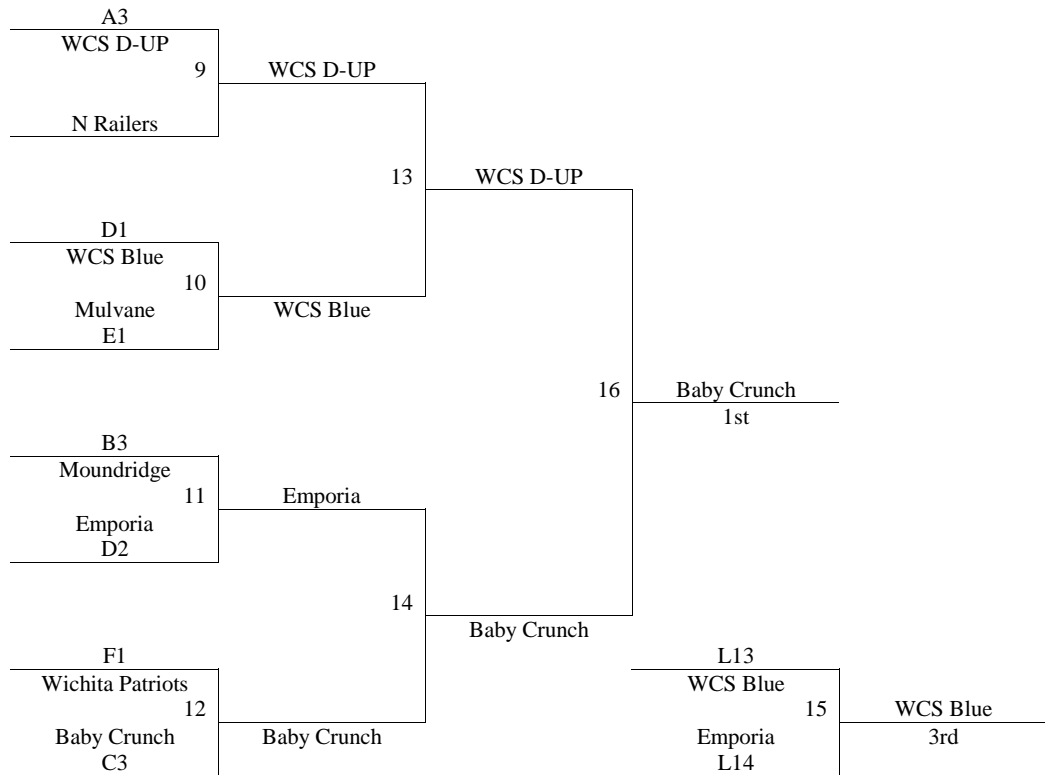 A3
WCS D-UP
9
WCS D-UP
N Railers
13
WCS D-UP
D1
WCS Blue
10
Mulvane
WCS Blue
E1
16
Baby Crunch
1st
B3
Moundridge
11
Emporia
Emporia
D2
14
Baby Crunch
F1
L13
Wichita Patriots
WCS Blue
12
15
WCS Blue
Baby Crunch
Baby Crunch
Emporia
3rd
C3
L14